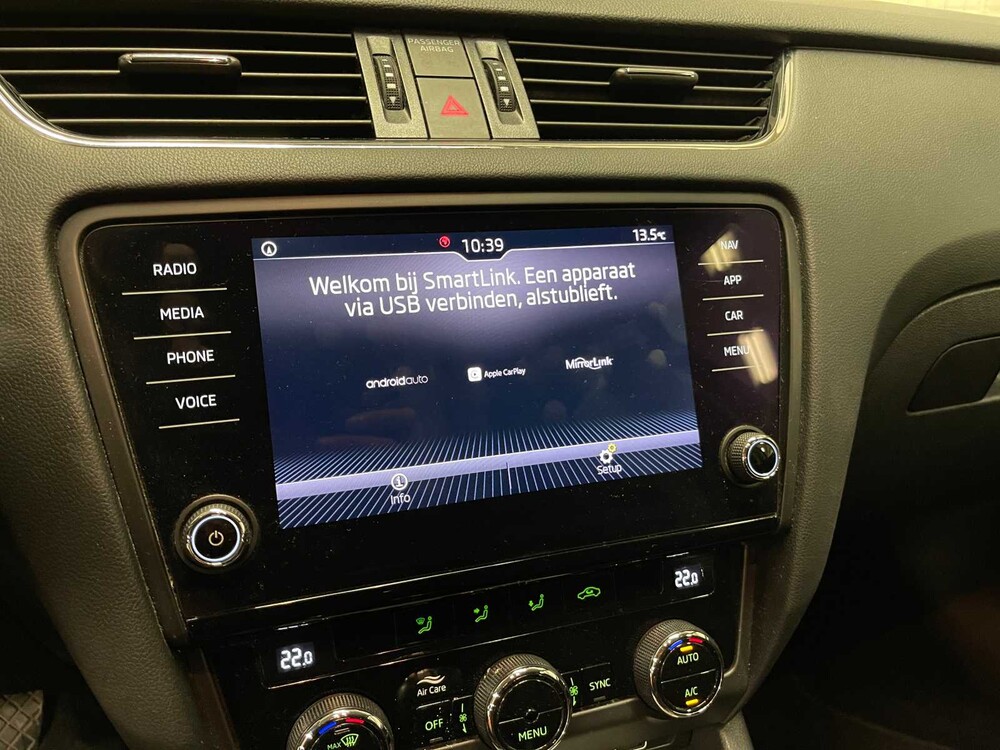 PASSENGER
AIRBAG
10:39
13.5°C
RADIO
MEDIA
PHONE
VOICE
Welkom bij SmartLink. Een apparaat
via USB verbinden, alstublieft.
androidauto
Apple CarPlay
MirrorLink
Info
Setup
NAV
APP
CAR
MENU
22.0
22.0
MAX
Air Care
OFF
MENU
SYNC
AUTO
A/C